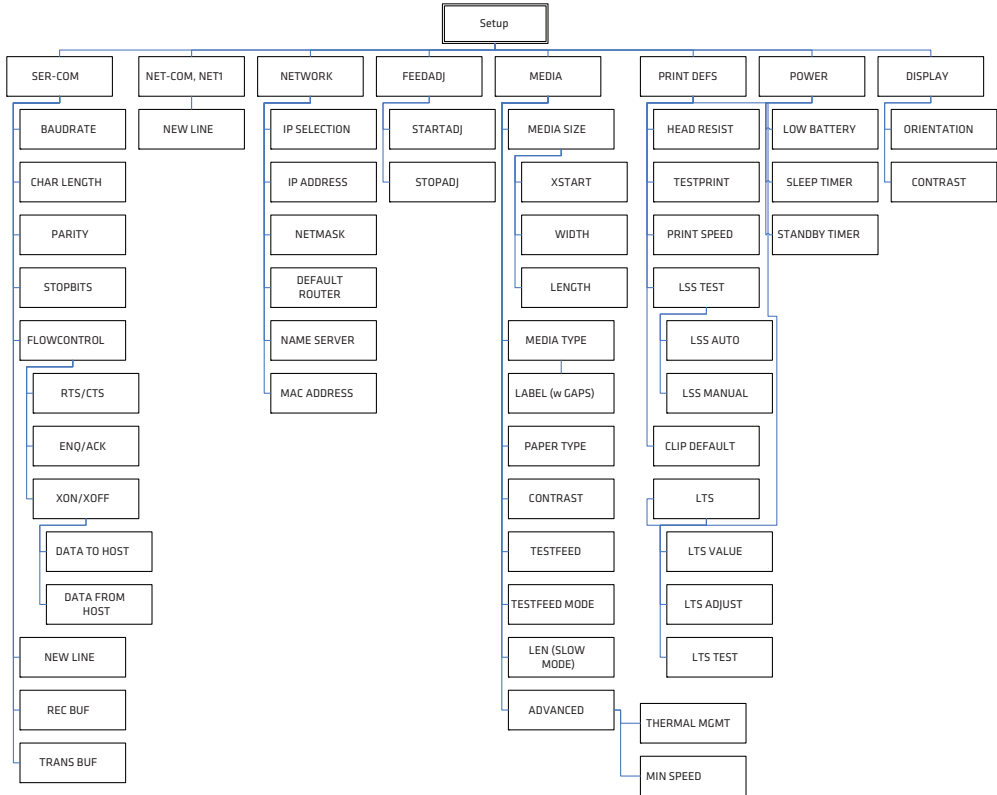 Setup
SER-COM
NET-COM, NET1
NETWORK
FEEDADJ
MEDIA
PRINT DEFS
POWER
DISPLAY
BAUDRATE
CHAR LENGTH
PARITY
STOPBITS
FLOWCONTROL
RTS/CTS
ENQ/ACK
XON/XOFF
DATA TO HOST
DATA FROM
HOST
NEW LINE
REC BUF
TRANS BUF
NEW LINE
IP SELECTION
IP ADDRESS
NETMASK
DEFAULT
ROUTER
NAME SERVER
MAC ADDRESS
STARTADJ
STOPADJ
MEDIA SIZE
XSTART
WIDTH
LENGTH
MEDIA TYPE
LABEL (w GAPS)
PAPER TYPE
CONTRAST
TESTFEED
TESTFEED MODE
LEN (SLOW
MODE)
ADVANCED
THERMAL MGMT
MIN SPEED
HEAD RESIST
TESTPRINT
PRINT SPEED
LSS TEST
LSS AUTO
LSS MANUAL
CLIP DEFAULT
LTS
LTS VALUE
LTS ADJUST
LTS TEST
LOW BATTERY
SLEEP TIMER
STANDBY TIMER
ORIENTATION
CONTRAST